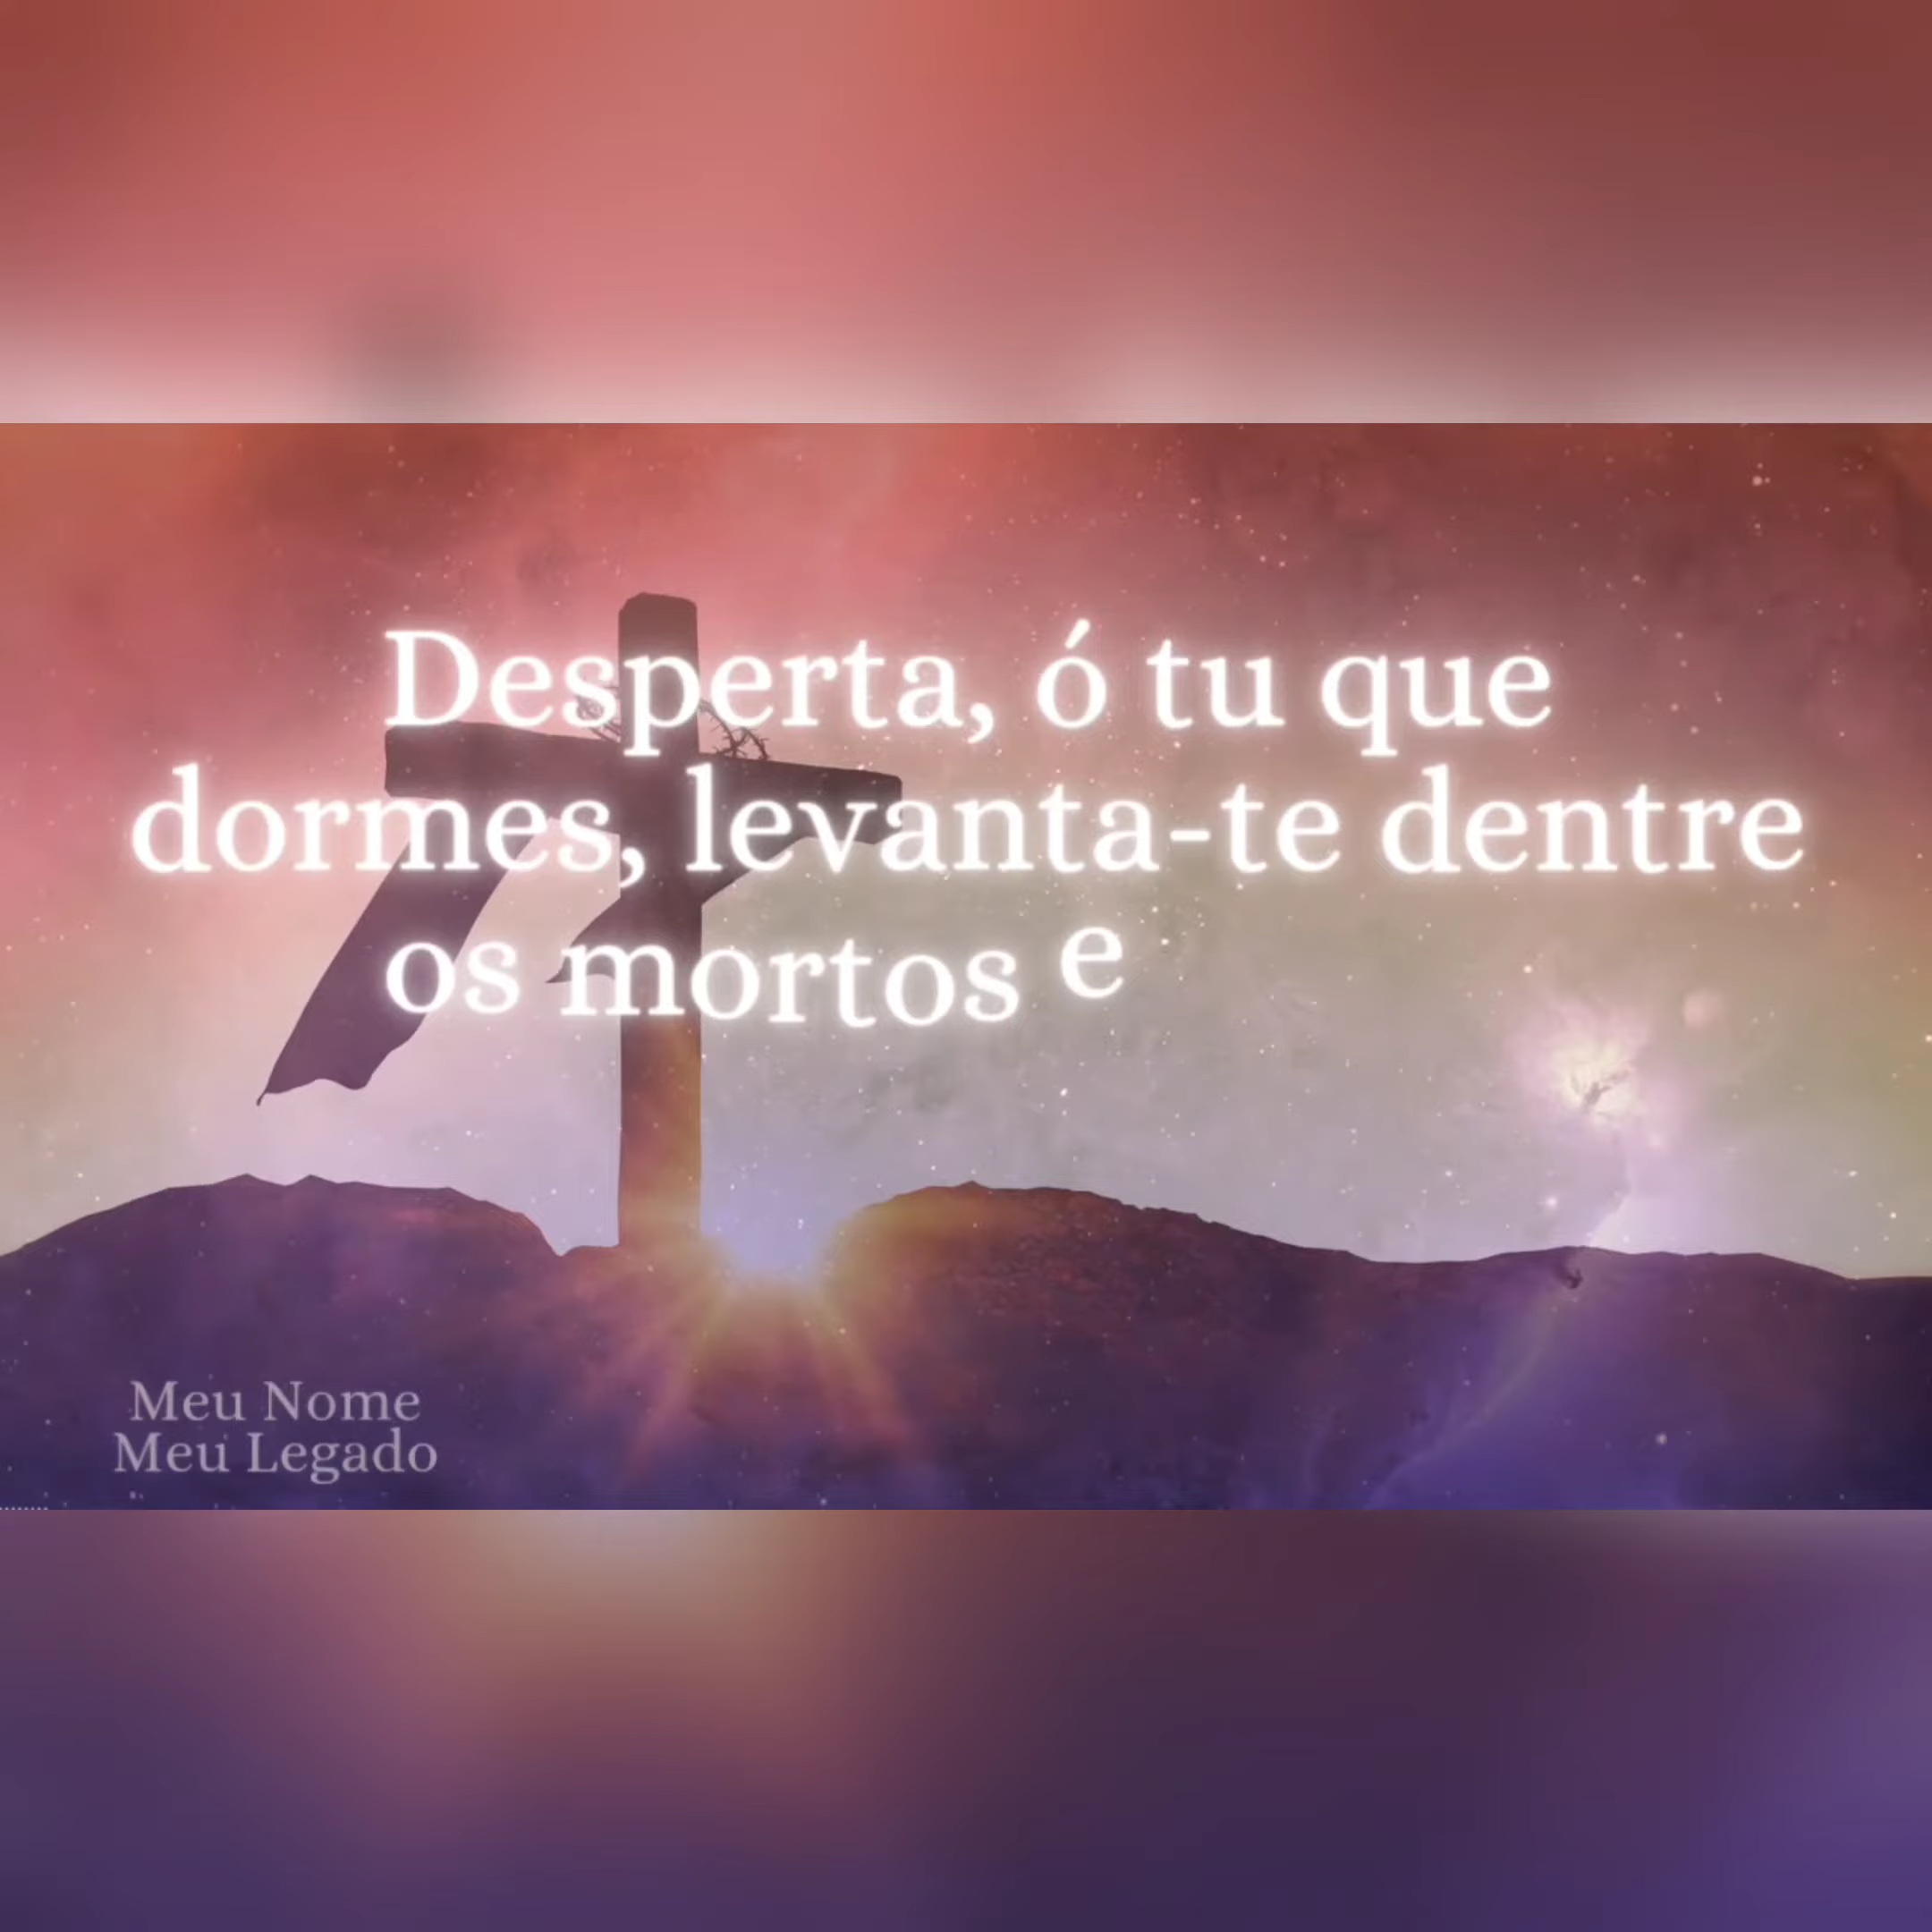 Desperta, ó tu que
dormes, levanta-te dentre
os mortos e
Meu Nome
Meu Legado